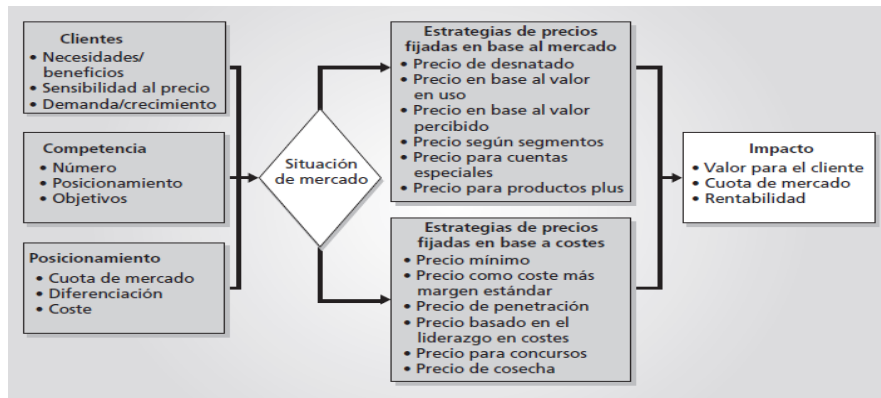 Clientes
• Necesidades/
beneficios
• Sensibilidad al precio
• Demanda/crecimiento
Competencia
• Número
• Posicionamiento
• Objetivos
Posicionamiento
• Cuota de mercado
• Diferenciación
• Coste
Situación
de mercado
Estrategias de precios
fijadas en base al mercado
• Precio de desnatado
• Precio en base al valor
en uso
• Precio en base al valor
percibido
• Precio según segmentos
• Precio para cuentas
especiales
• Precio para productos plus
Estrategias de precios
fijadas en base a costes
• Precio mínimo
• Precio como coste más
margen estándar
• Precio de penetración
• Precio basado en el
liderazgo en costes
• Precio para concursos
• Precio de cosecha
Impacto
• Valor para el cliente
• Cuota de mercado
• Rentabilidad